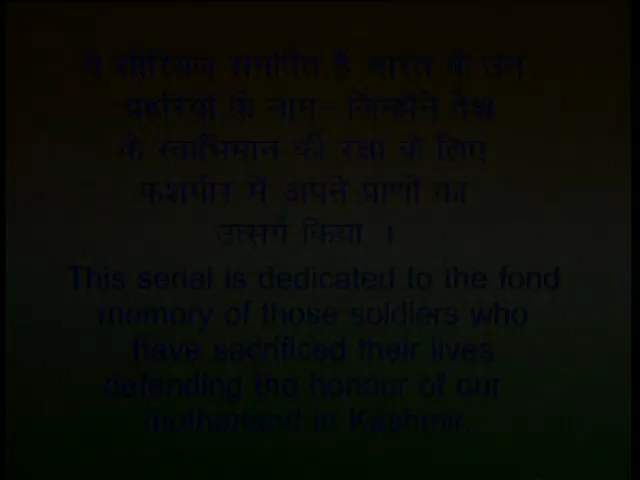 ये सीरियल समर्पित है भारत के उन
प्रहरियों के नाम- जिन्होंने देश
के स्वाभिमान की रक्षा के लिए
कश्मीर में अपने प्राणों का
उत्सर्ग किया ।
This serial is dedicated to the fond
memory of those soldiers who
have sacrificed their lives
defending the honour of our
motherland in Kashmir.